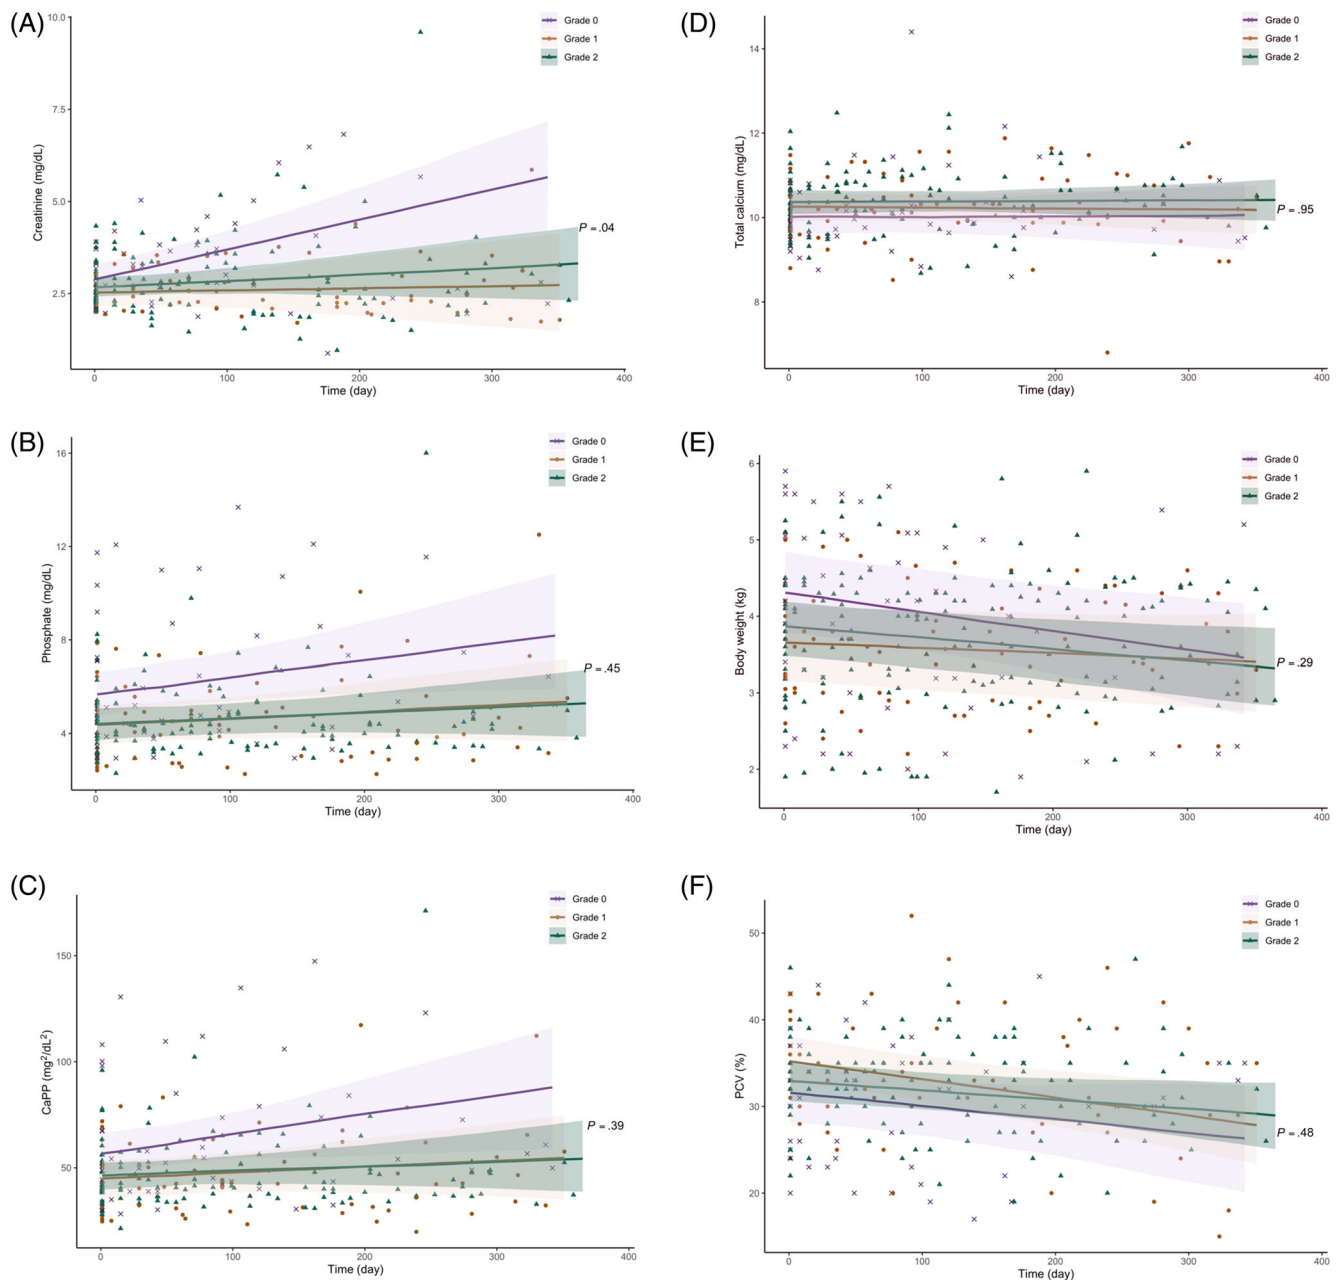 (A)
10.0
7.5
5.0
2.5
Creatinine (mg/dL)
Grade 0
Grade 1
Grade 2
P = .04
0 100 200 300 400
Time (day)
(D)
14
12
10
8
Total calcium (mg/dL)
Grade 0
Grade 1
Grade 2
P = .95
0 100 200 300 400
Time (day)
(B)
16
12
8
4
Phosphate (mg/dL)
Grade 0
Grade 1
Grade 2
P = .45
0 100 200 300 400
Time (day)
(E)
6
5
4
3
2
Body weight (kg)
Grade 0
Grade 1
Grade 2
P = .29
0 100 200 300 400
Time (day)
(C)
150
100
50
CaPP (mg²/dL²)
Grade 0
Grade 1
Grade 2
P = .39
0 100 200 300 400
Time (day)
(F)
50
40
30
20
PCV (%)
Grade 0
Grade 1
Grade 2
P = .48
0 100 200 300 400
Time (day)